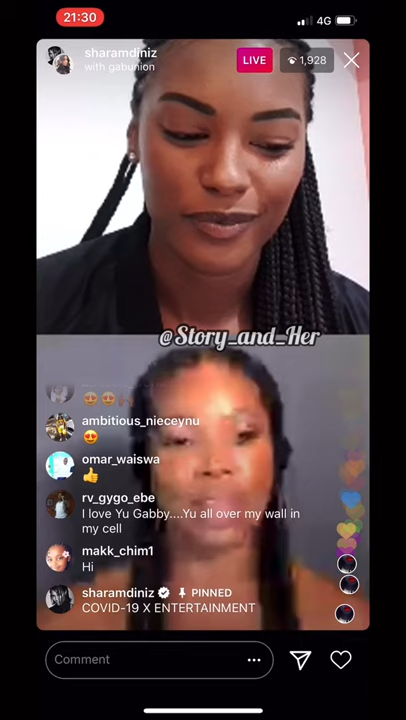 21:30
4G
sharamdiniz
with gabunion
LIVE
1,928
@Story_and_Her
ambitious_nieceynu
omar_waiswa
rv_gygo_ebe
I love Yu Gabby....Yu all over my wall in
my cell
makk_chim1
Hi
sharamdiniz PINNED
COVID-19 X ENTERTAINMENT
Comment